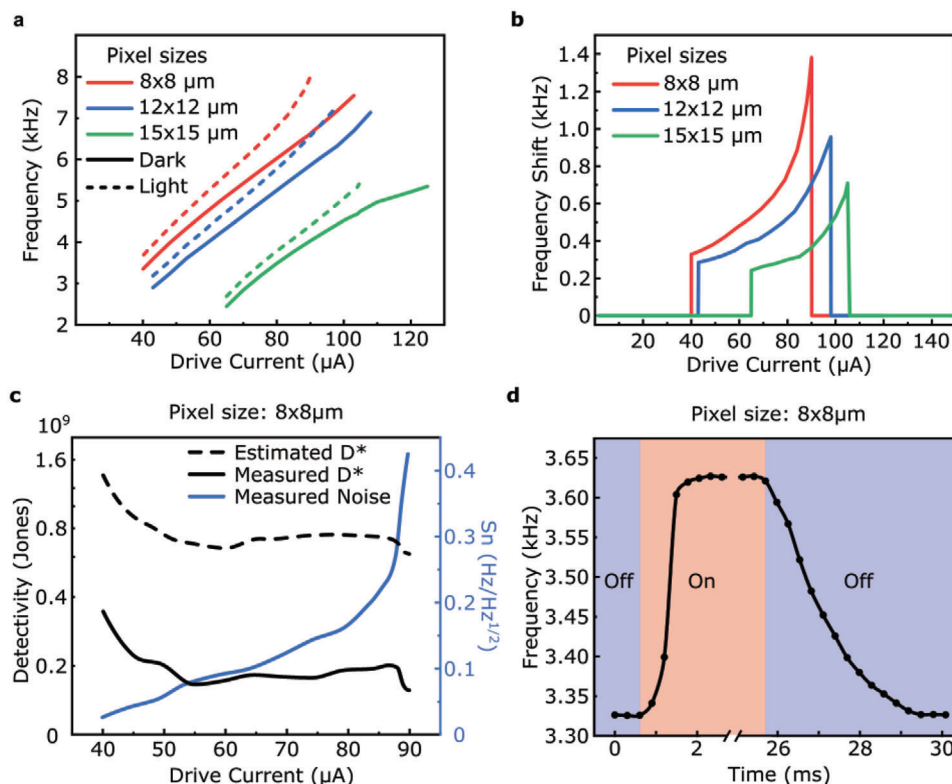 a
Pixel sizes
8x8 µm
12x12 µm
15x15 µm
Dark
Light
Frequency (kHz)
8
7
6
5
4
3
2
20 40 60 80 100 120
Drive Current (µA)
b
Pixel sizes
8x8 µm
12x12 µm
15x15 µm
Frequency Shift (kHz)
1.4
1.2
1.0
0.8
0.6
0.4
0.2
0
20 40 60 80 100 120 140
Drive Current (µA)
c
Pixel size: 8x8µm
10⁹
Estimated D*
Measured D*
Measured Noise
Detectivity (Jones)
1.6
0.8
0.4
0.2
0
Sn (Hz/Hz¹/²)
0.4
0.3
0.2
0.1
0
40 50 60 70 80 90
Drive Current (µA)
d
Pixel size: 8x8µm
Frequency (kHz)
3.65
3.60
3.50
3.45
3.40
3.35
3.30
Off
On
Off
0 2 26 28 30
Time (ms)